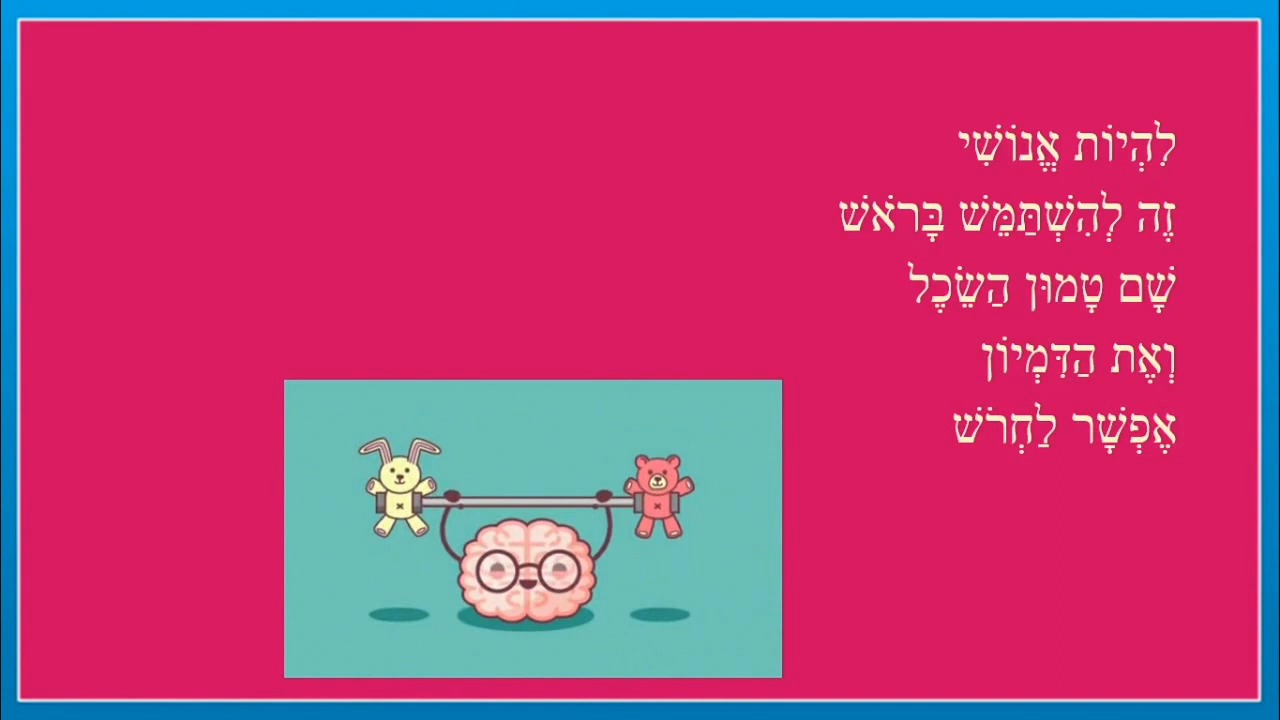 לִהְיוֹת אֱנוֹשִׁי
זֶה לְהִשְׁתַּמֵּשׁ בָּרֹאשׁ
שָׁם טָמוּן הַשֵּׂכֶל
וְאֶת הַדִּמְיוֹן
אֶפְשָׁר לַחְרֹשׁ